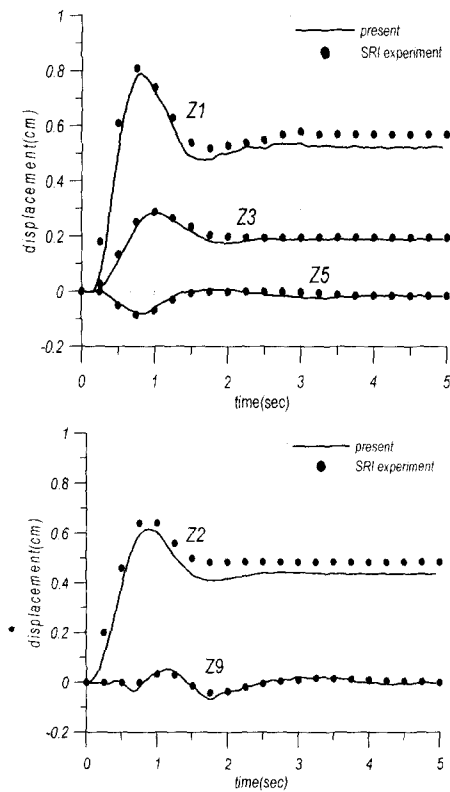 1
present
SRI experiment
0.8
Z1
0.6
displacement(cm)
0.4
Z3
0.2
Z5
0
-0.2
0 1 2 3 4 5
time(sec)
1
present
SRI experiment
0.8
Z2
0.6
displacement(cm)
0.4
0.2
Z9
0
-0.2
0 1 2 3 4 5
time(sec)